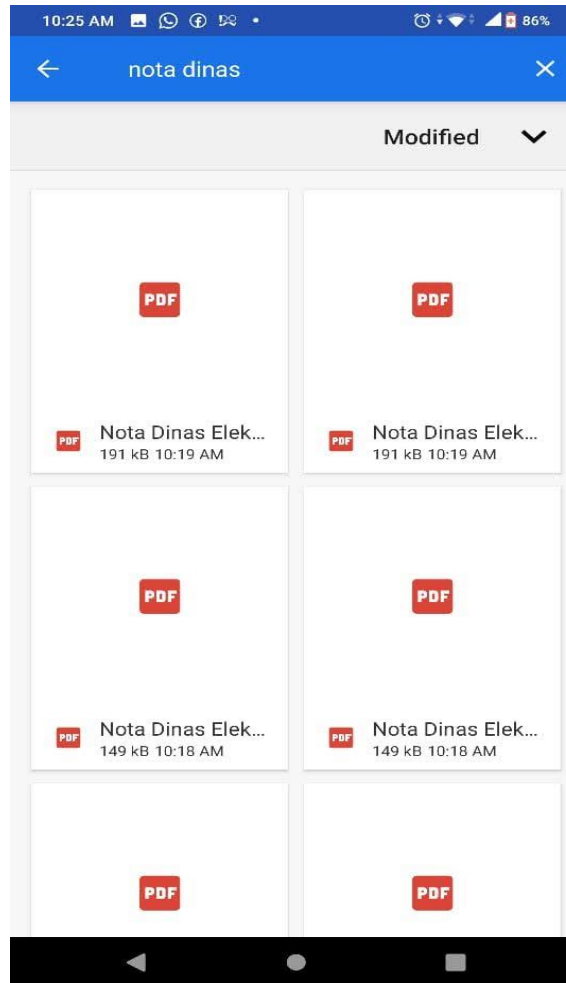 10:25 AM 86%
nota dinas
Modified
PDF PDF
PDF Nota Dinas Elek... PDF Nota Dinas Elek...
191 kB 10:19 AM 191 kB 10:19 AM
PDF PDF
PDF Nota Dinas Elek... PDF Nota Dinas Elek...
149 kB 10:18 AM 149 kB 10:18 AM
PDF PDF